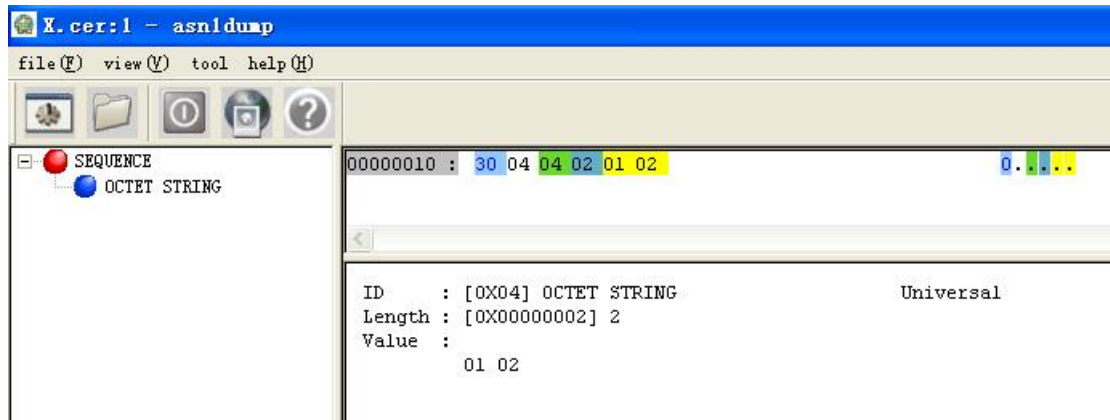 X.cer:1 - asn1dump
file(F) view(V) tool help(H)
SEQUENCE
OCTET STRING
00000010 : 30 04 04 02 01 02 0.....
ID : [0X04] OCTET STRING Universal
Length : [0X00000002] 2
Value :
01 02